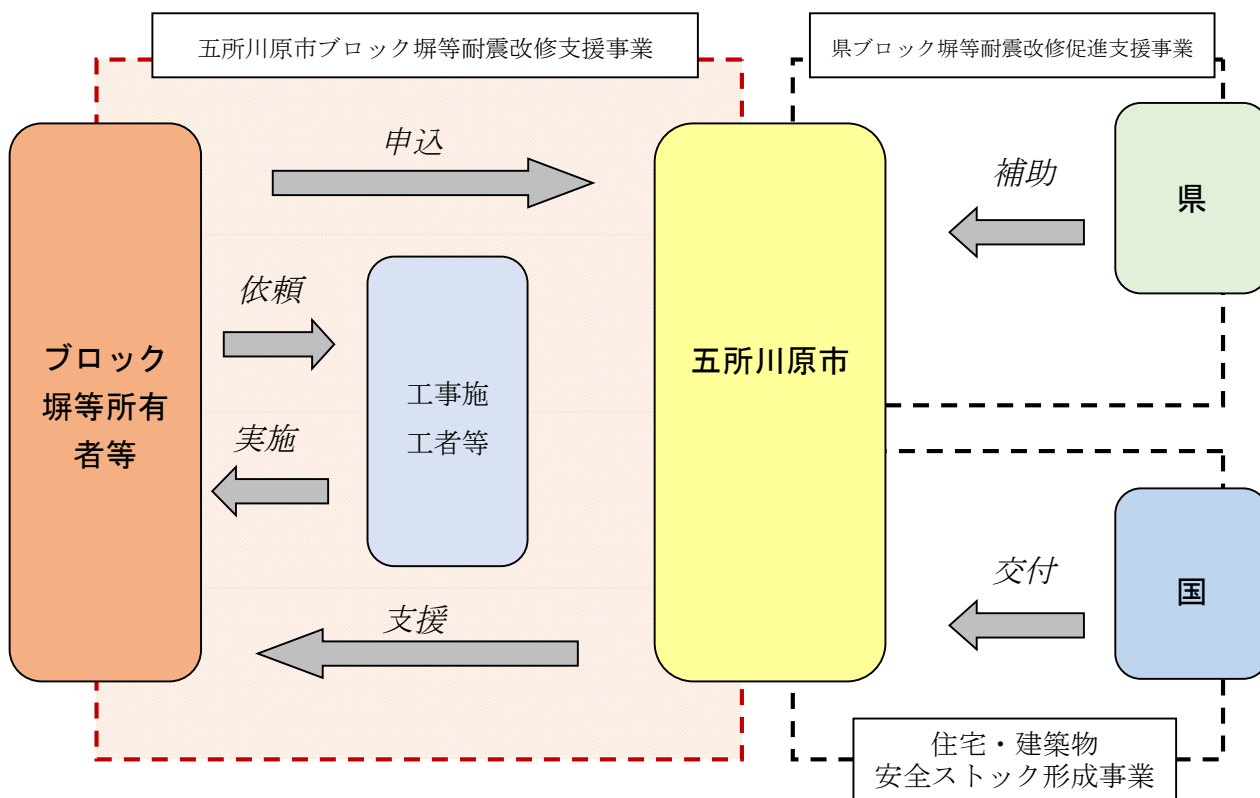 五所川原市ブロック塀等耐震改修支援事業
県ブロック塀等耐震改修促進支援事業
申込
補助
県
依頼
ブロック
塀等所有
者等
工事施
工者等
五所川原市
実施
交付
国
支援
住宅・建築物
安全ストック形成事業